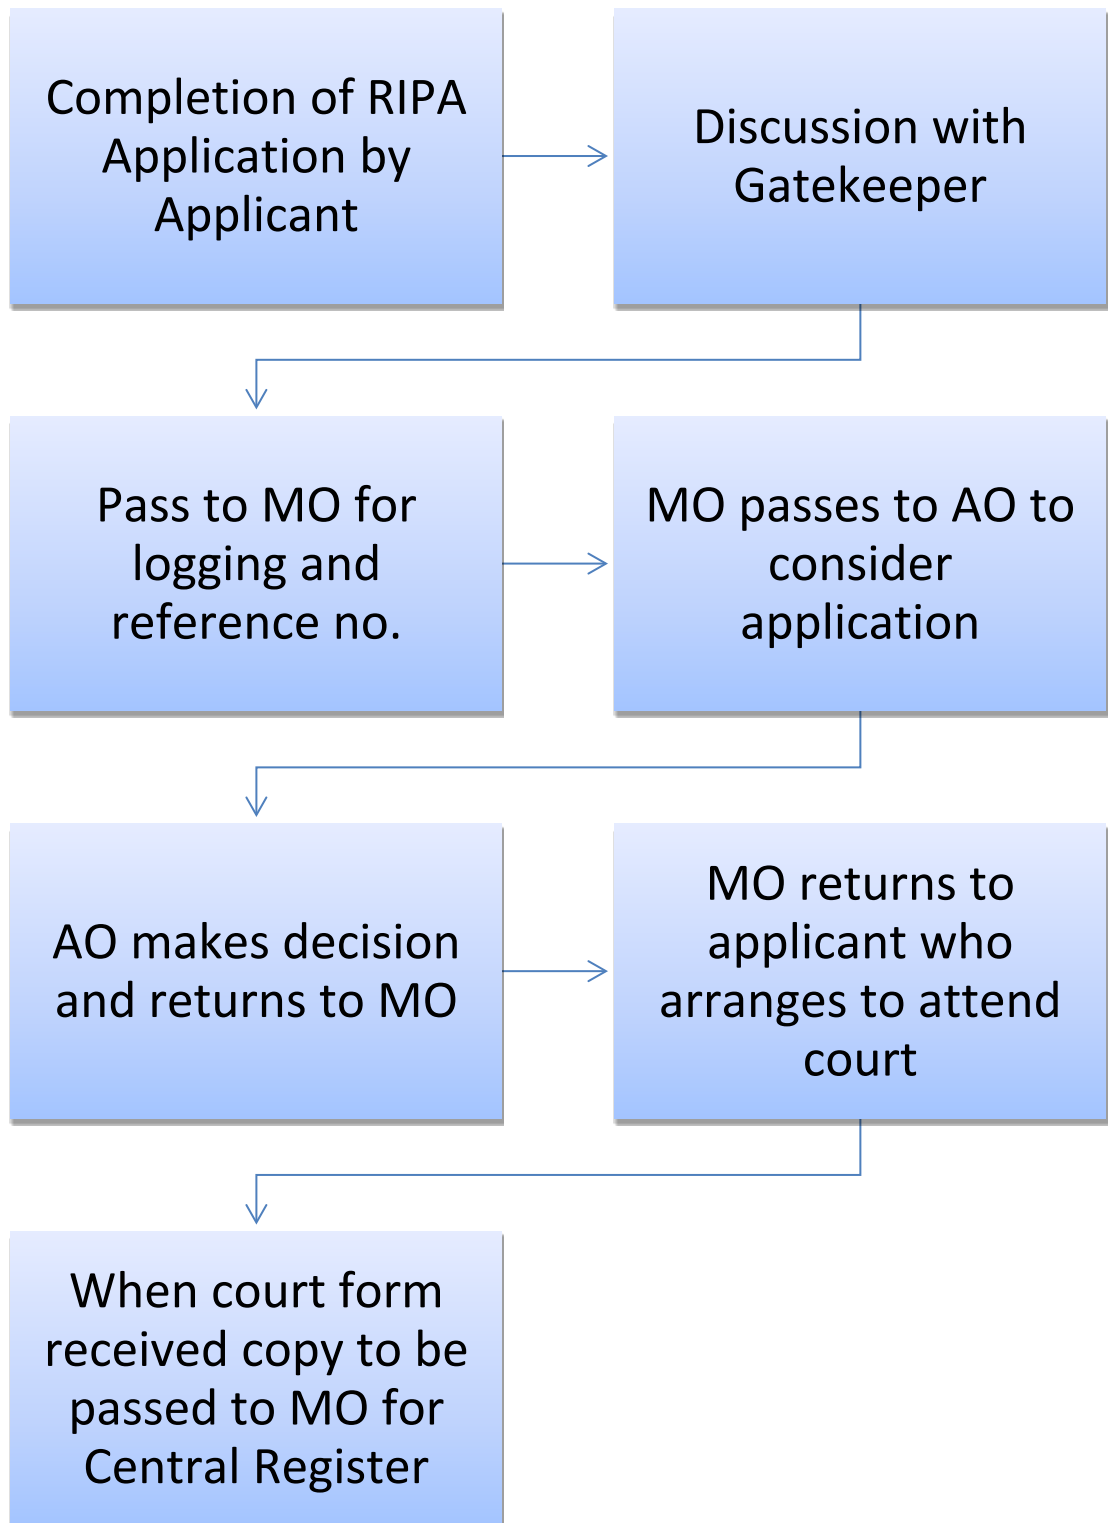 Completion of RIPA
Application by
Applicant
Discussion with
Gatekeeper
Pass to MO for
logging and
reference no.
MO passes to AO to
consider
application
AO makes decision
and returns to MO
MO returns to
applicant who
arranges to attend
court
When court form
received copy to be
passed to MO for
Central Register